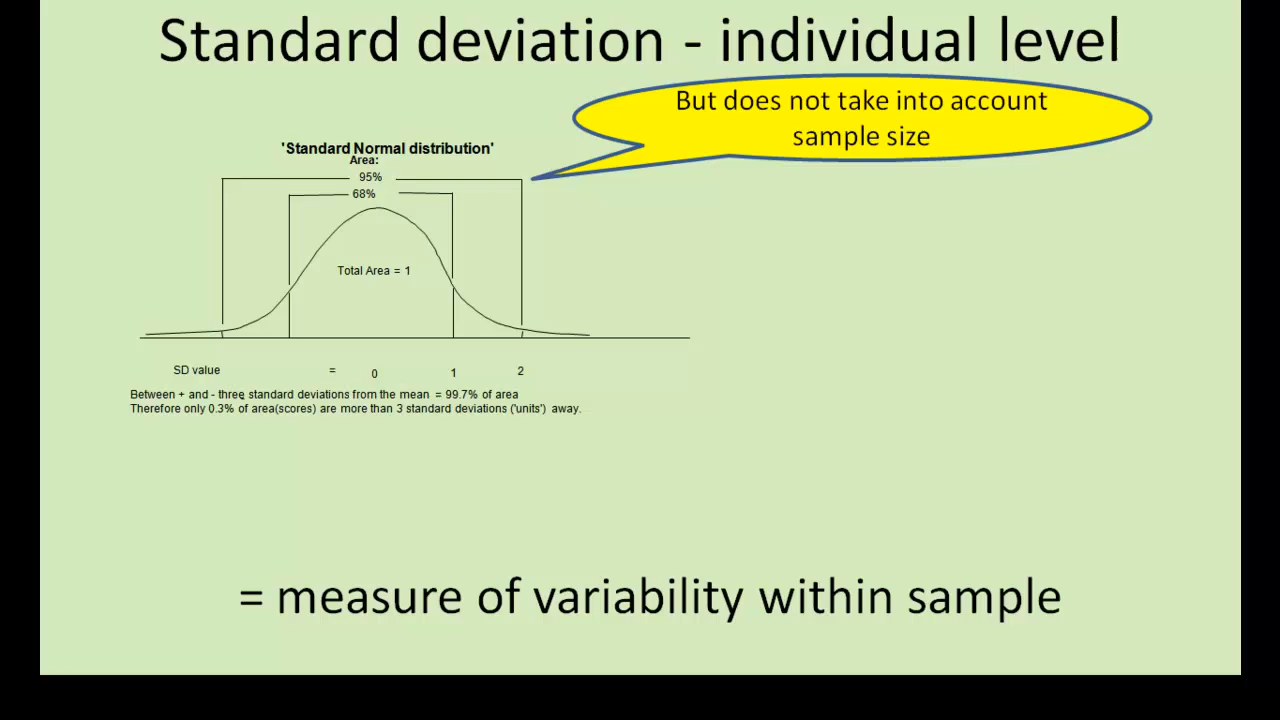 Standard deviation - individual level
But does not take into account
sample size
'Standard Normal distribution'
Area:
95%
68%
Total Area = 1
SD value = 0 1 2
Between + and - three standard deviations from the mean = 99.7% of area
Therefore only 0.3% of area(scores) are more than 3 standard deviations ('units') away.
= measure of variability within sample